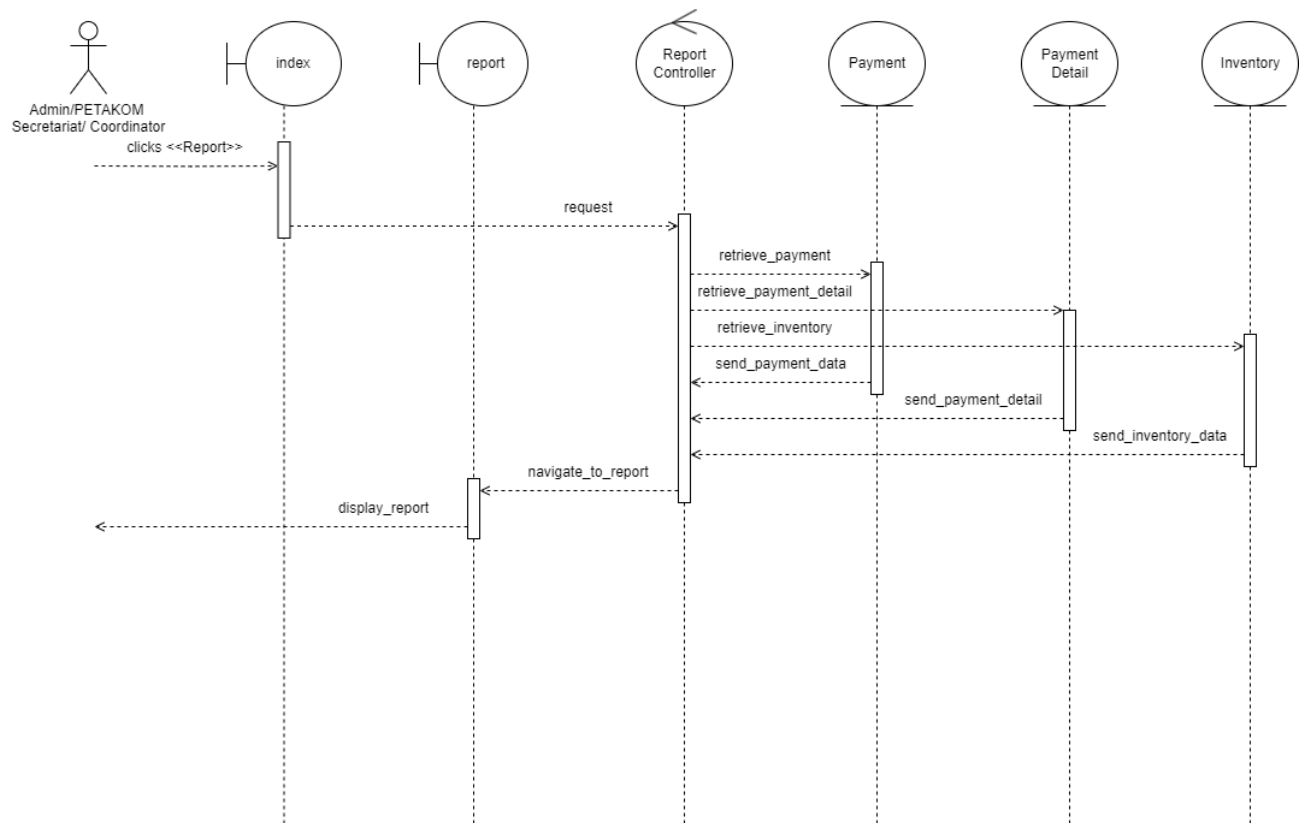 index
report
Report
Controller
Payment
Payment
Detail
Inventory
Admin/PETAKOM
Secretariat/ Coordinator
clicks <<Report>>
request
retrieve_payment
retrieve_payment_detail
retrieve_inventory
send_payment_data
send_payment_detail
send_inventory_data
navigate_to_report
display_report